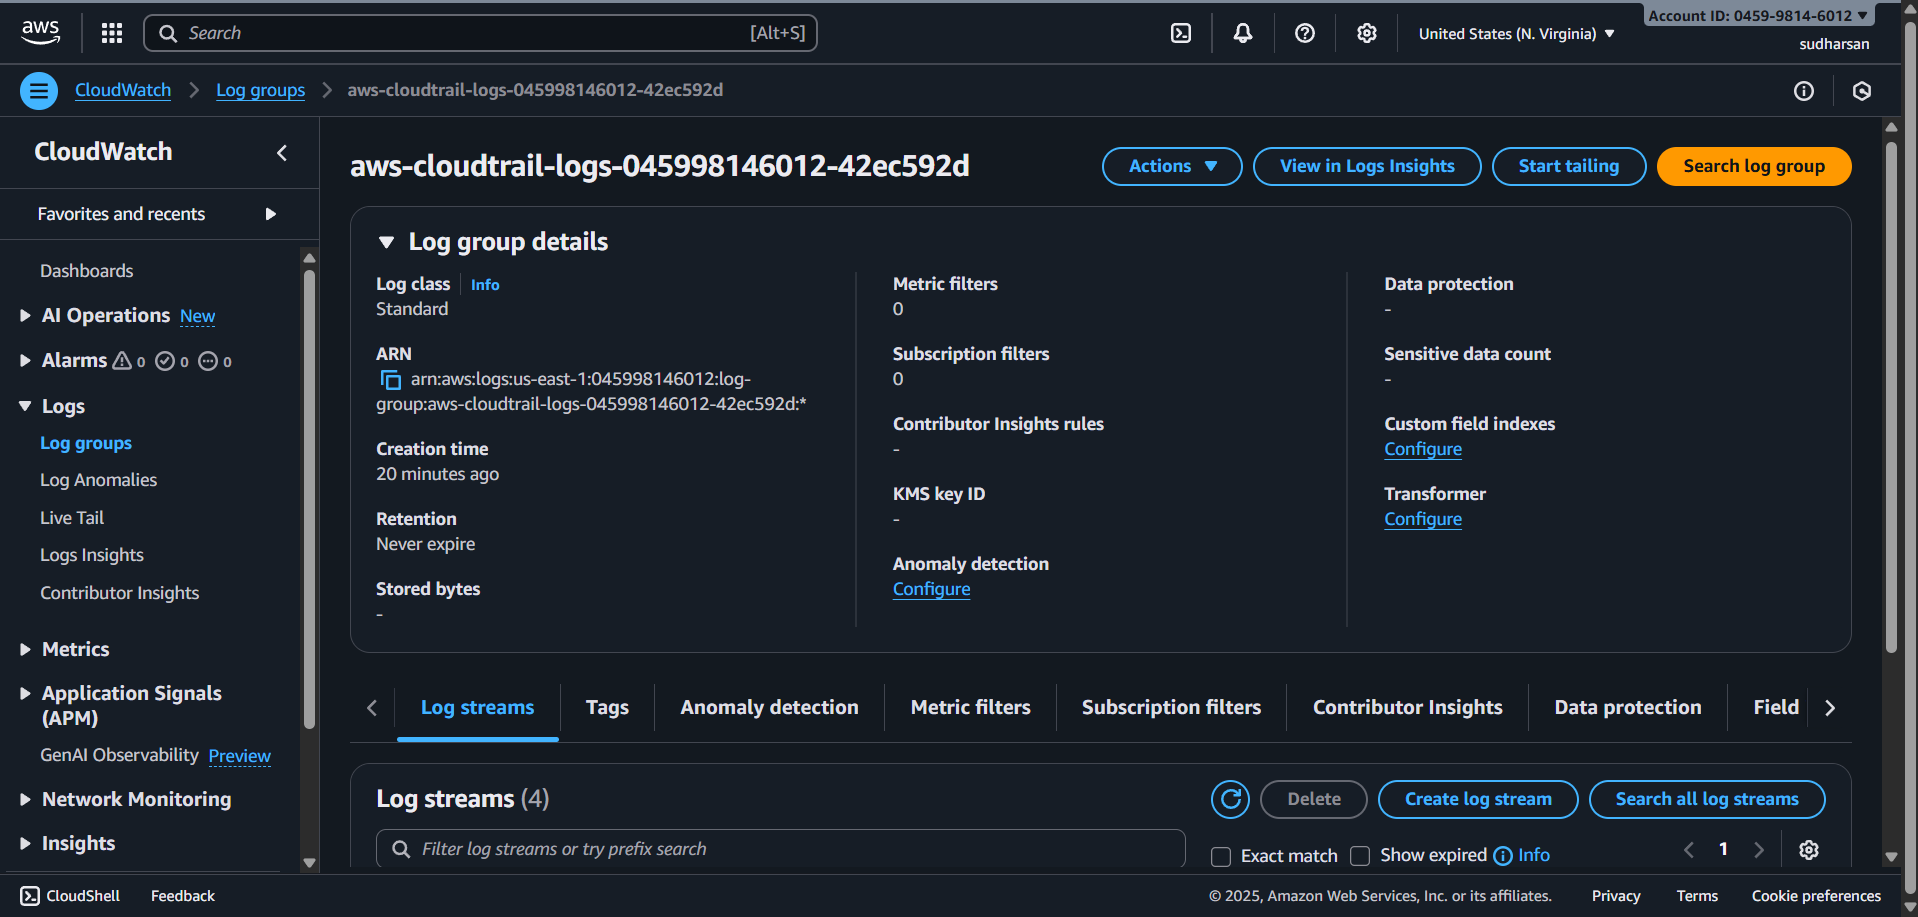 aws
Search [Alt+S]
United States (N. Virginia)
Account ID: 0459-9814-6012
sudharsan
CloudWatch
Log groups
aws-cloudtrail-logs-045998146012-42ec592d
CloudWatch
Favorites and recents
Dashboards
AI Operations New
Alarms 0 0 0
Logs
Log groups
Log Anomalies
Live Tail
Logs Insights
Contributor Insights
Metrics
Application Signals
(APM)
GenAI Observability Preview
Network Monitoring
Insights
aws-cloudtrail-logs-045998146012-42ec592d
Actions
View in Logs Insights
Start tailing
Search log group
Log group details
Log class Info
Standard
ARN
arn:aws:logs:us-east-1:045998146012:log-
group:aws-cloudtrail-logs-045998146012-42ec592d:*
Creation time
20 minutes ago
Retention
Never expire
Stored bytes
-
Metric filters
0
Subscription filters
0
Contributor Insights rules
-
KMS key ID
-
Anomaly detection
Configure
Data protection
-
Sensitive data count
-
Custom field indexes
Configure
Transformer
Configure
Log streams
Tags
Anomaly detection
Metric filters
Subscription filters
Contributor Insights
Data protection
Field
Log streams (4)
Delete
Create log stream
Search all log streams
Filter log streams or try prefix search
Exact match
Show expired Info
1
CloudShell
Feedback
© 2025, Amazon Web Services, Inc. or its affiliates.
Privacy
Terms
Cookie preferences